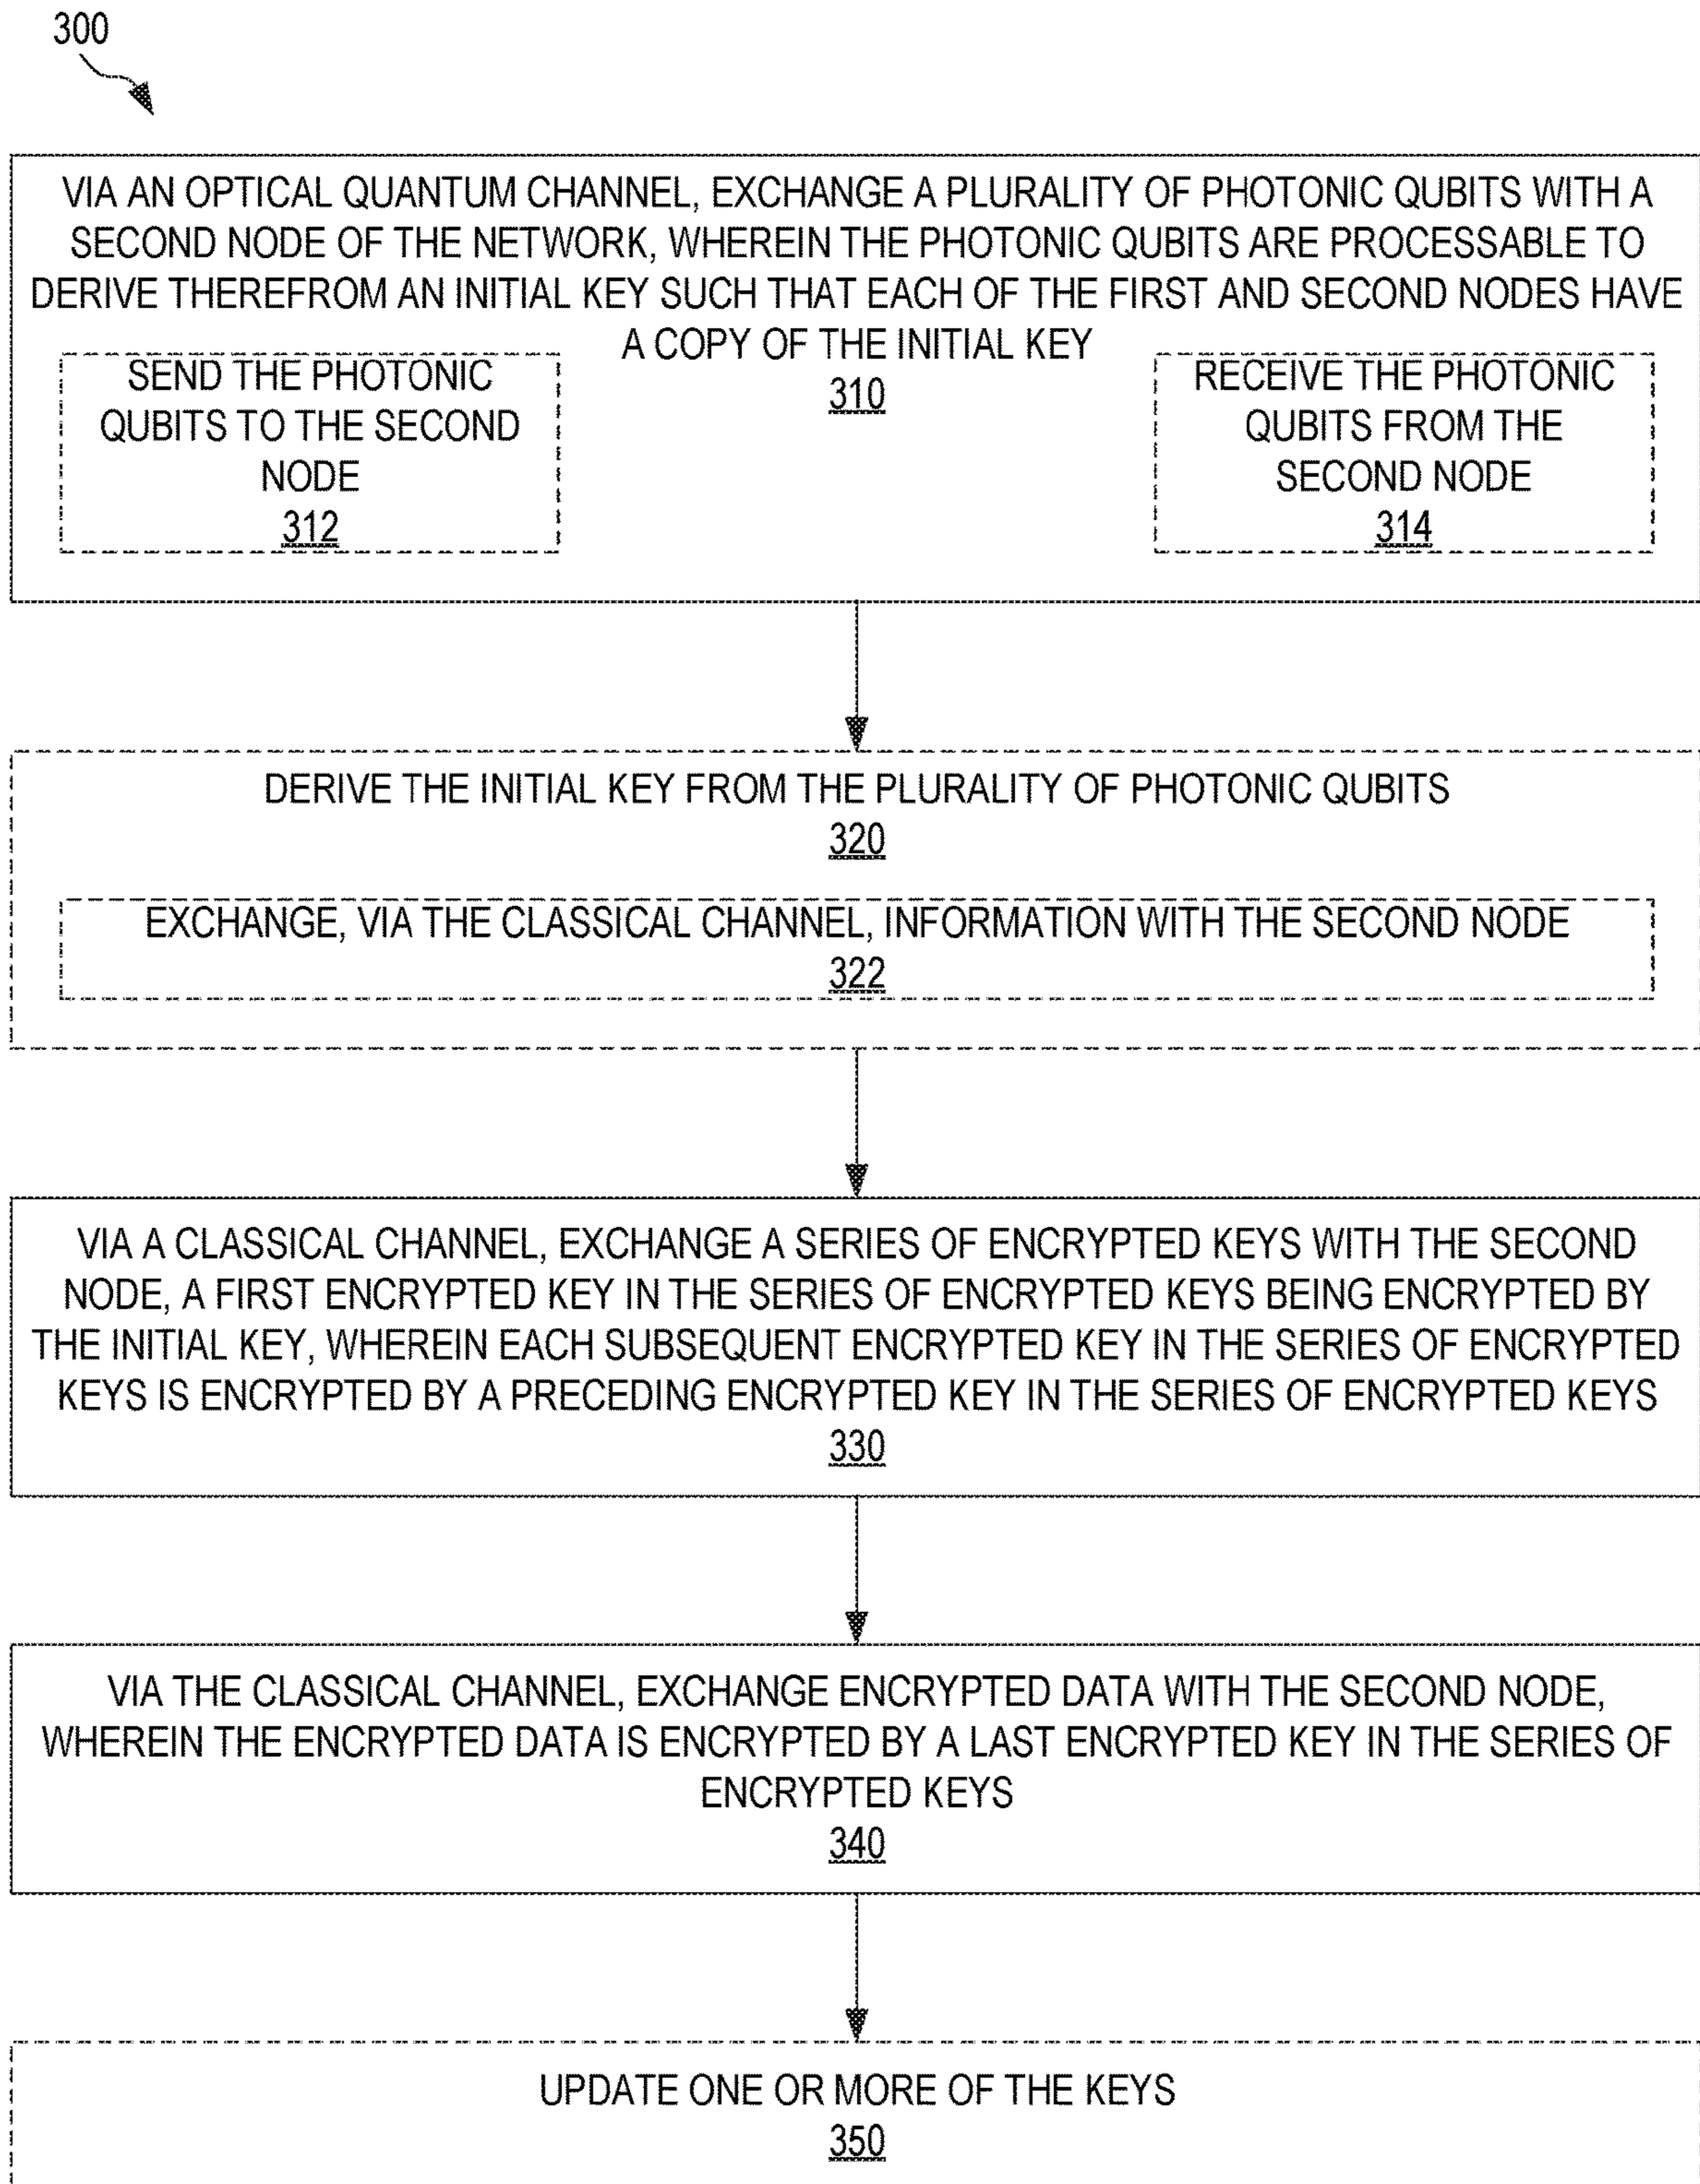 300
VIA AN OPTICAL QUANTUM CHANNEL, EXCHANGE A PLURALITY OF PHOTONIC QUBITS WITH A
SECOND NODE OF THE NETWORK, WHEREIN THE PHOTONIC QUBITS ARE PROCESSABLE TO
DERIVE THEREFROM AN INITIAL KEY SUCH THAT EACH OF THE FIRST AND SECOND NODES HAVE
A COPY OF THE INITIAL KEY
310
SEND THE PHOTONIC
QUBITS TO THE SECOND
NODE
312
RECEIVE THE PHOTONIC
QUBITS FROM THE
SECOND NODE
314
DERIVE THE INITIAL KEY FROM THE PLURALITY OF PHOTONIC QUBITS
320
EXCHANGE, VIA THE CLASSICAL CHANNEL, INFORMATION WITH THE SECOND NODE
322
VIA A CLASSICAL CHANNEL, EXCHANGE A SERIES OF ENCRYPTED KEYS WITH THE SECOND
NODE, A FIRST ENCRYPTED KEY IN THE SERIES OF ENCRYPTED KEYS BEING ENCRYPTED BY
THE INITIAL KEY, WHEREIN EACH SUBSEQUENT ENCRYPTED KEY IN THE SERIES OF ENCRYPTED
KEYS IS ENCRYPTED BY A PRECEDING ENCRYPTED KEY IN THE SERIES OF ENCRYPTED KEYS
330
VIA THE CLASSICAL CHANNEL, EXCHANGE ENCRYPTED DATA WITH THE SECOND NODE,
WHEREIN THE ENCRYPTED DATA IS ENCRYPTED BY A LAST ENCRYPTED KEY IN THE SERIES OF
ENCRYPTED KEYS
340
UPDATE ONE OR MORE OF THE KEYS
350